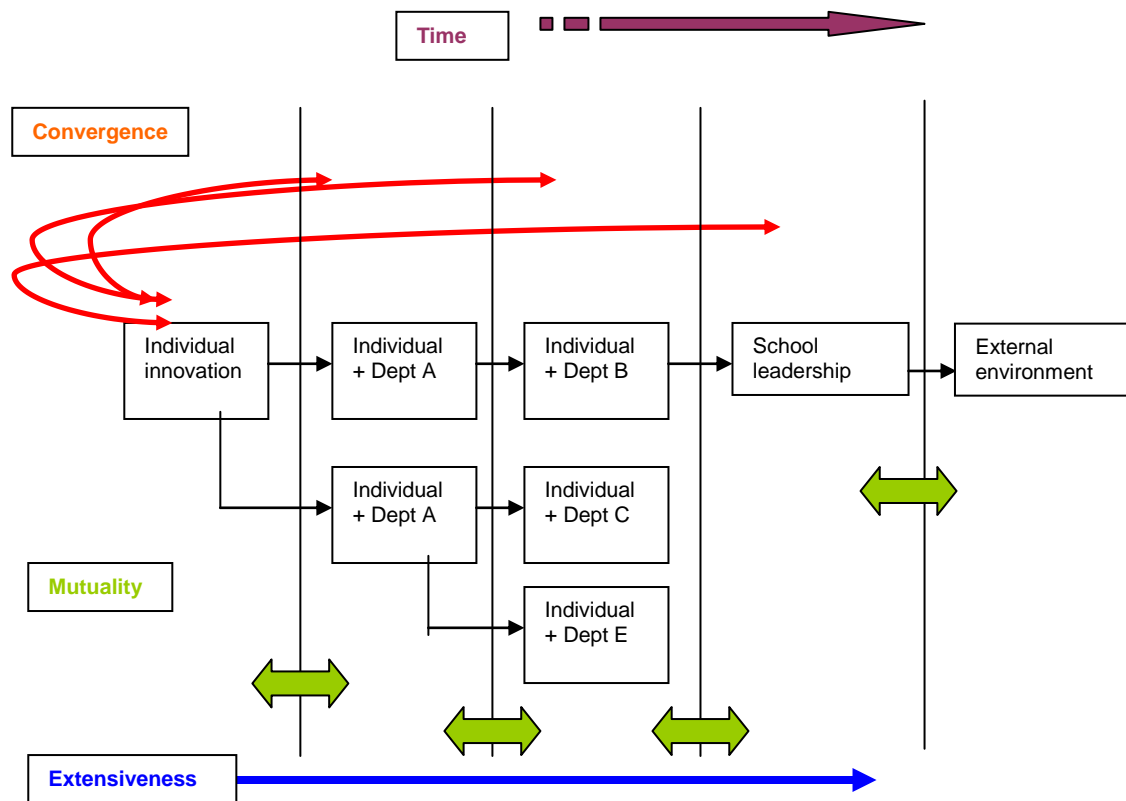 Time
Convergence
Individual
innovation
Individual
+ Dept A
Individual
+ Dept B
School
leadership
External
environment
Individual
+ Dept A
Individual
+ Dept C
Mutuality
Individual
+ Dept E
Extensiveness